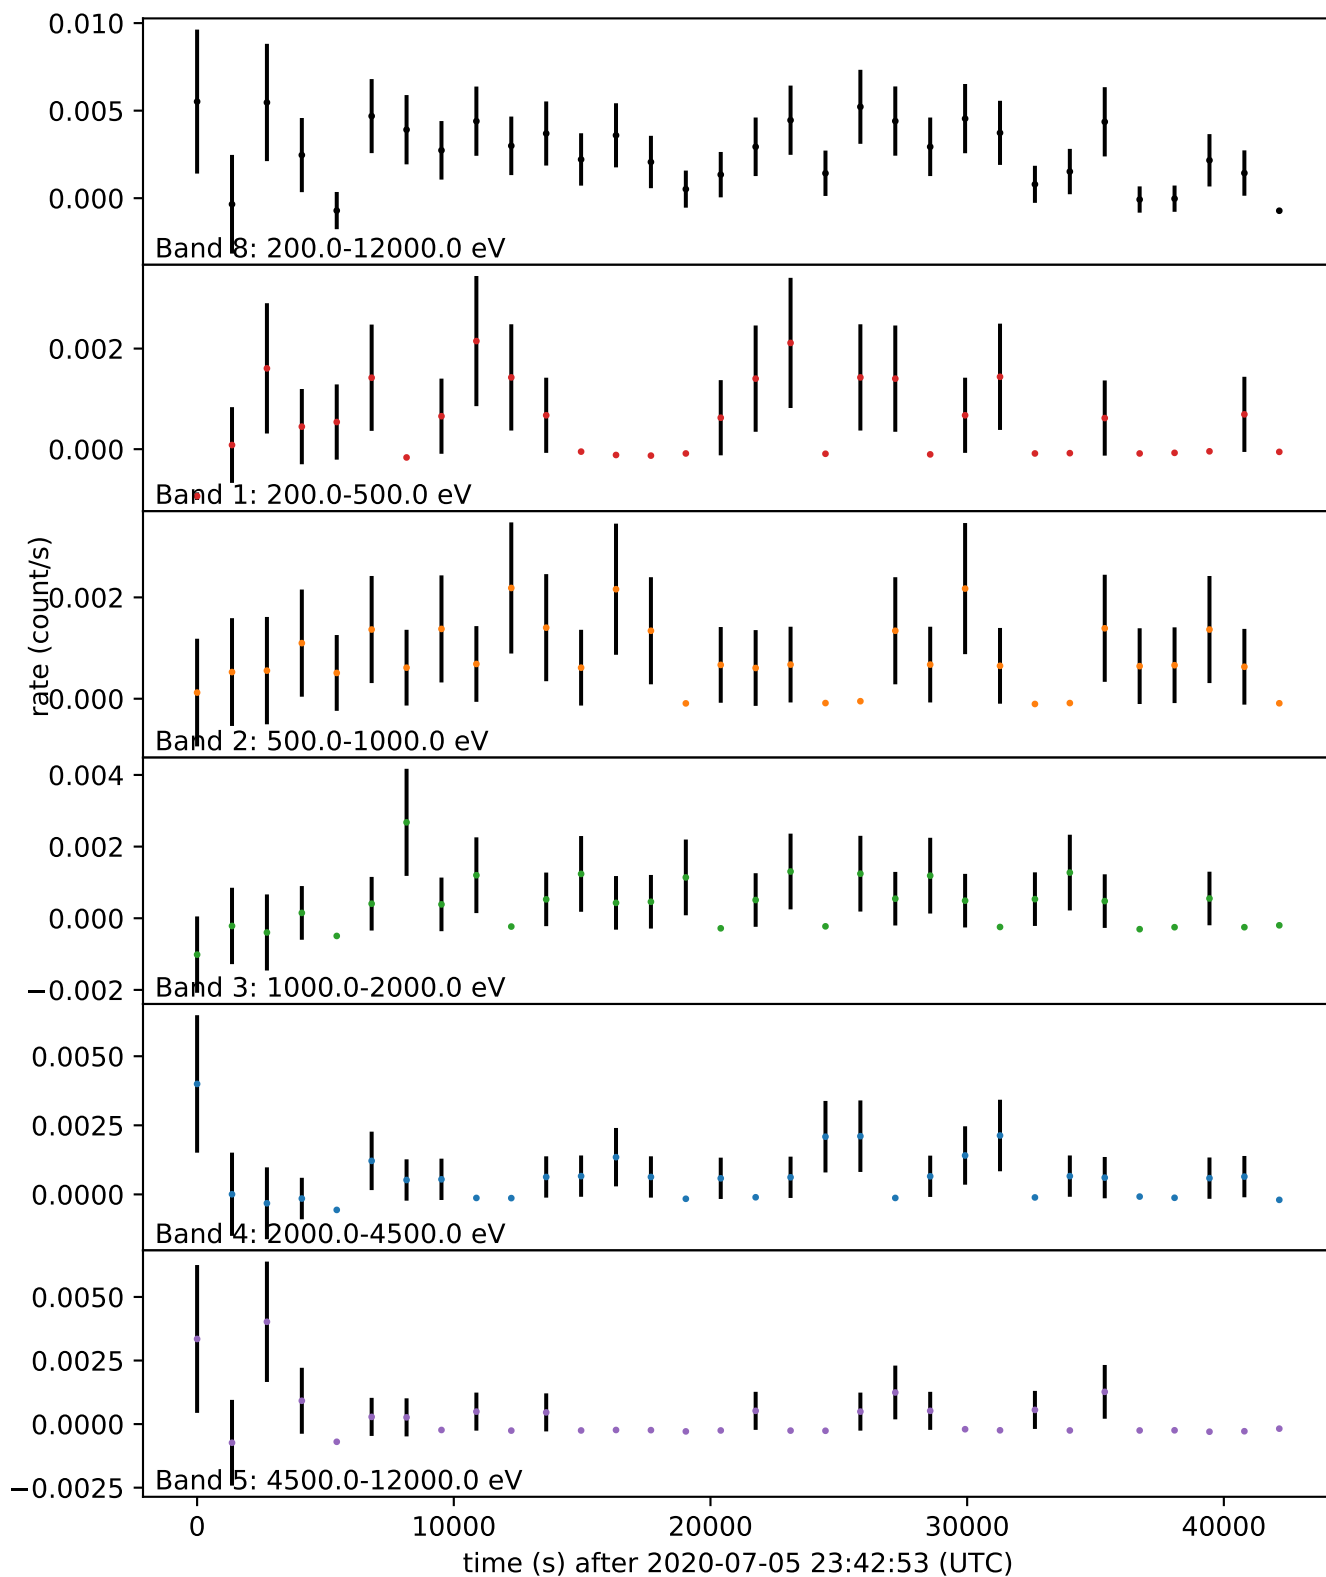 0.010
0.005
0.000
Band 8: 200.0-12000.0 eV
0.002
0.000
Band 1: 200.0-500.0 eV
rate (count/s)
0.002
0.000
Band 2: 500.0-1000.0 eV
0.004
0.002
0.000
−0.002
Band 3: 1000.0-2000.0 eV
0.0050
0.0025
0.0000
Band 4: 2000.0-4500.0 eV
0.0050
0.0025
0.0000
−0.0025
Band 5: 4500.0-12000.0 eV
0 10000 20000 30000 40000
time (s) after 2020-07-05 23:42:53 (UTC)